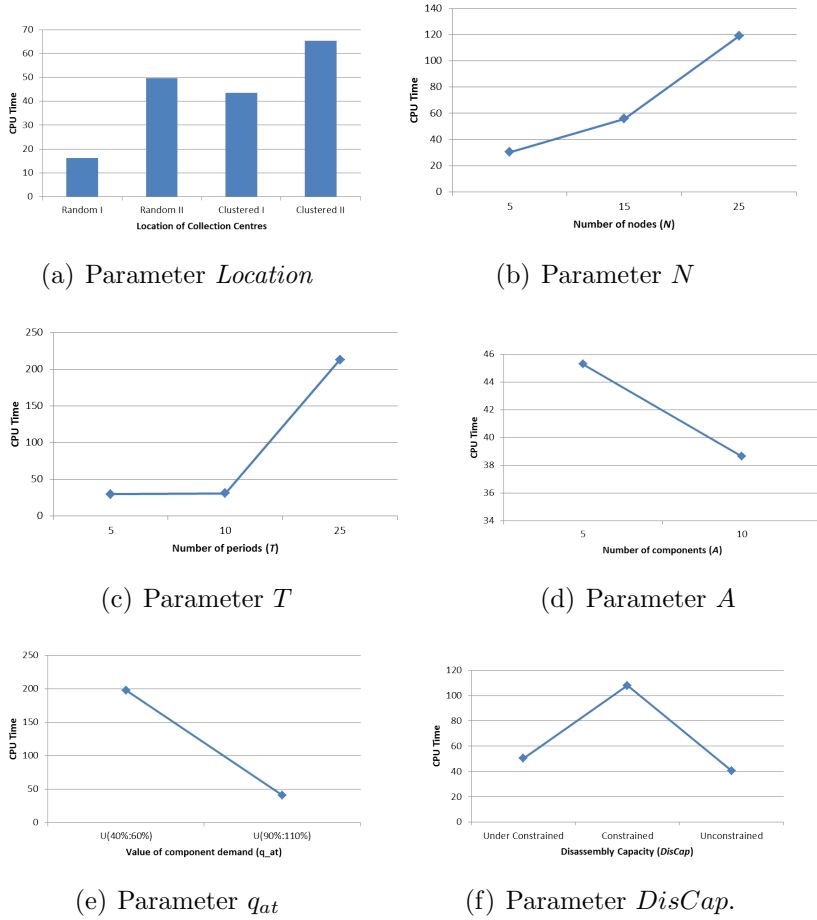 70
60
50
40
30
20
10
0
CPU Time
Random I Random II Clustered I Clustered II
Location of Collection Centres
(a) Parameter Location
140
120
100
80
60
40
20
0
CPU Time
5 15 25
Number of nodes (N)
(b) Parameter N
250
200
150
100
50
0
CPU Time
5 10 25
Number of periods (T)
(c) Parameter T
46
44
42
40
38
36
34
CPU Time
5 10
Number of components (A)
(d) Parameter A
250
200
150
100
50
0
CPU Time
U(40%:60%) U(90%:110%)
Value of component demand (q_at)
(e) Parameter q_{at}
120
100
80
60
40
20
0
CPU Time
Under Constrained Constrained Unconstrained
Disassembly Capacity (DisCap)
(f) Parameter DisCap.